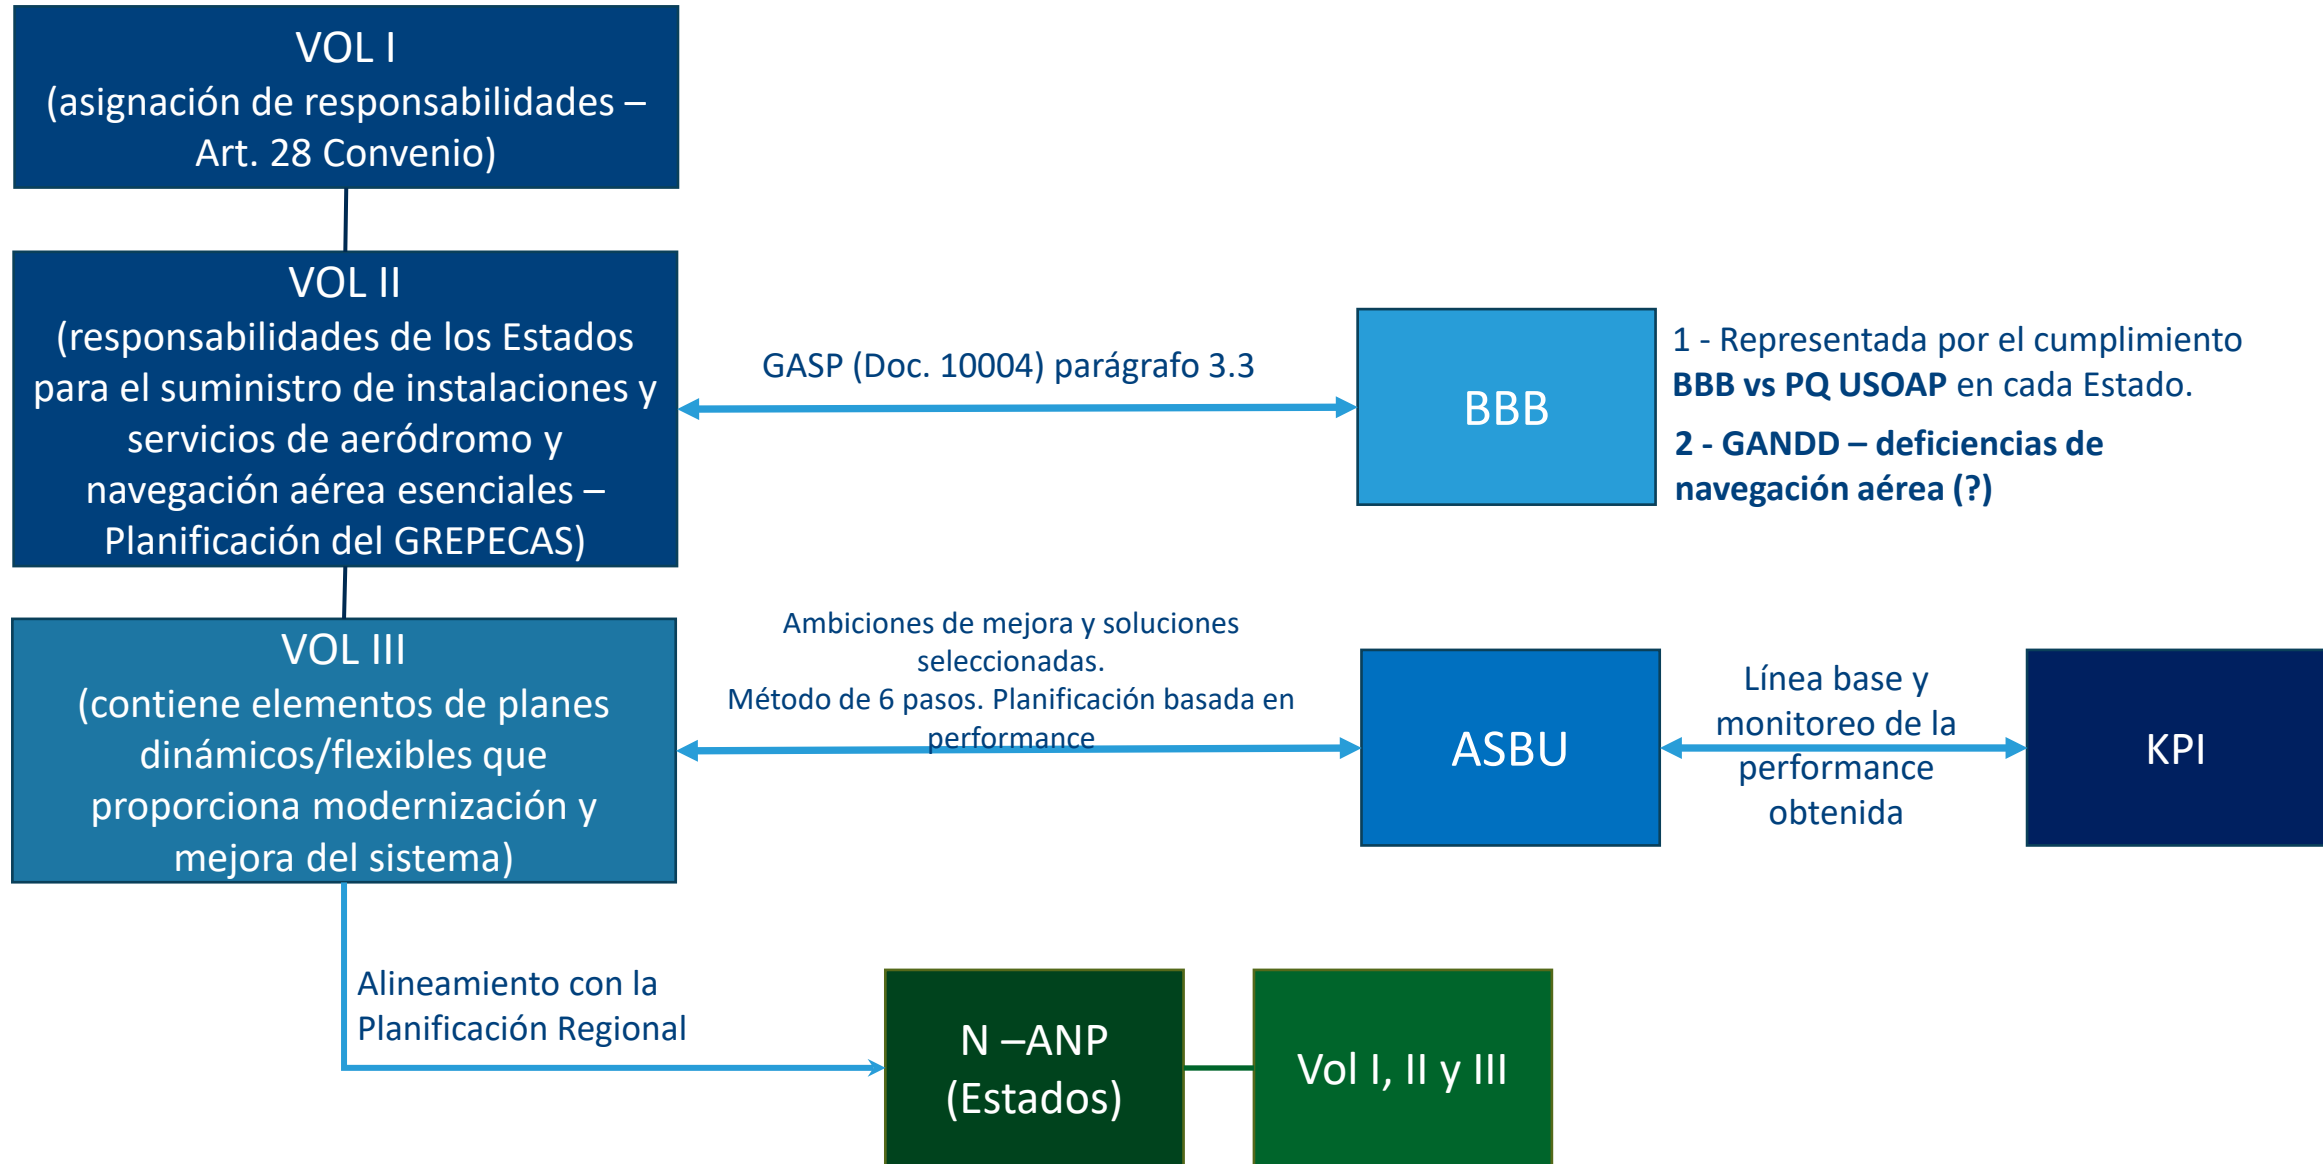 VOL I
(asignación de responsabilidades –
Art. 28 Convenio)
VOL II
(responsabilidades de los Estados
para el suministro de instalaciones y
servicios de aeródromo y
navegación aérea esenciales –
Planificación del GREPECAS)
GASP (Doc. 10004) parágrafo 3.3
BBB
1 - Representada por el cumplimiento
BBB vs PQ USOAP en cada Estado.
2 - GANDD – deficiencias de
navegación aérea (?)
VOL III
(contiene elementos de planes
dinámicos/flexibles que
proporciona modernización y
mejora del sistema)
Ambiciones de mejora y soluciones
seleccionadas.
Método de 6 pasos. Planificación basada en
performance
ASBU
Línea base y
monitoreo de la
performance
obtenida
KPI
Alineamiento con la
Planificación Regional
N –ANP
(Estados)
Vol I, II y III